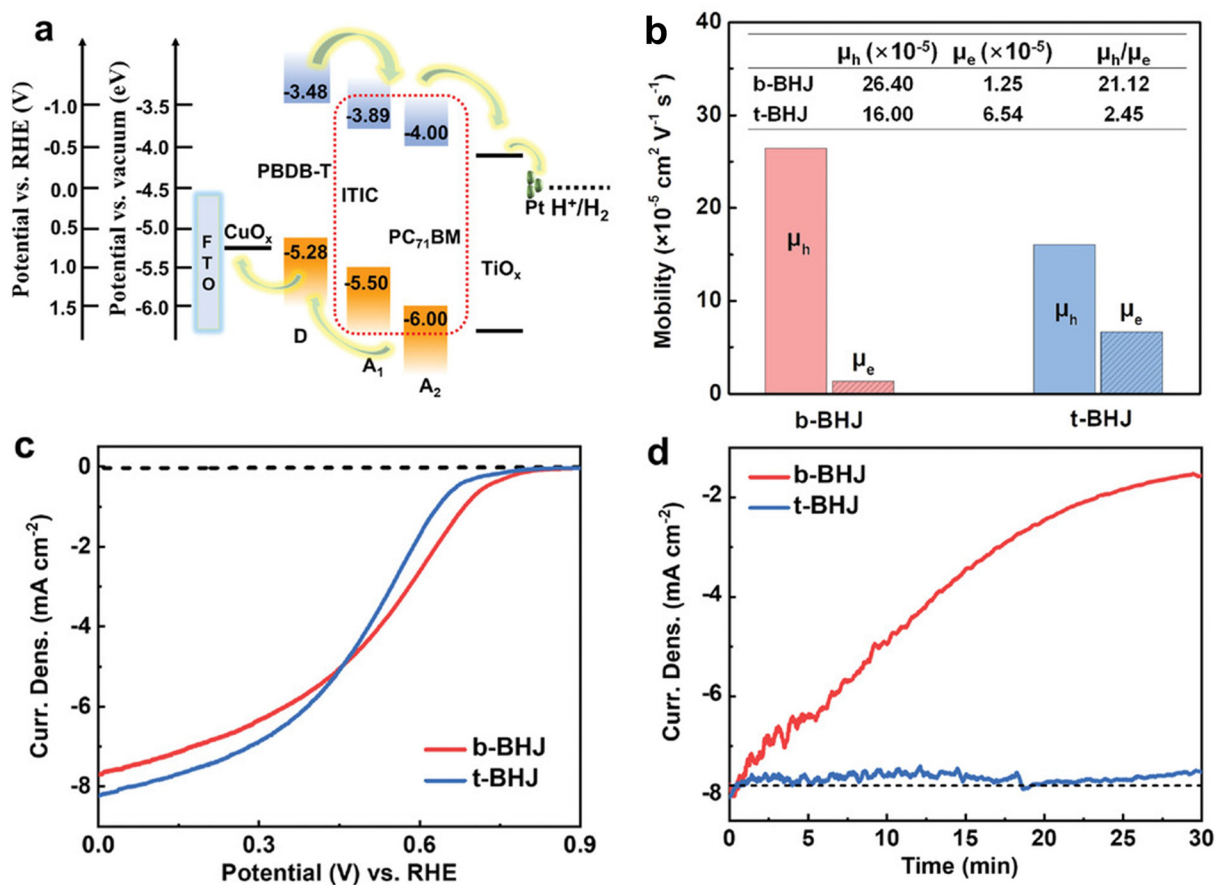 a
Potential vs. RHE (V)
-1.0
-0.5
0.0
0.5
1.0
1.5
Potential vs. vacuum (eV)
-3.5
-4.0
-4.5
-5.0
-5.5
-6.0
FTO
CuOₓ
-3.48
PBDB-T
-5.28
D
-3.89
ITIC
-5.50
A₁
-4.00
PC₇₁BM
-6.00
A₂
TiOₓ
Pt H⁺/H₂
b
Mobility (×10⁻⁵ cm² V⁻¹ s⁻¹)
40
30
20
10
0
μₕ (×10⁻⁵) μₑ (×10⁻⁵) μₕ/μₑ
b-BHJ 26.40 1.25 21.12
t-BHJ 16.00 6.54 2.45
μₕ
μₑ
μₕ
μₑ
b-BHJ t-BHJ
c
Curr. Dens. (mA cm⁻²)
0
-2
-4
-6
-8
b-BHJ
t-BHJ
0.0 0.3 0.6 0.9
Potential (V) vs. RHE
d
b-BHJ
t-BHJ
Curr. Dens. (mA cm⁻²)
-2
-4
-6
-8
0 5 10 15 20 25 30
Time (min)